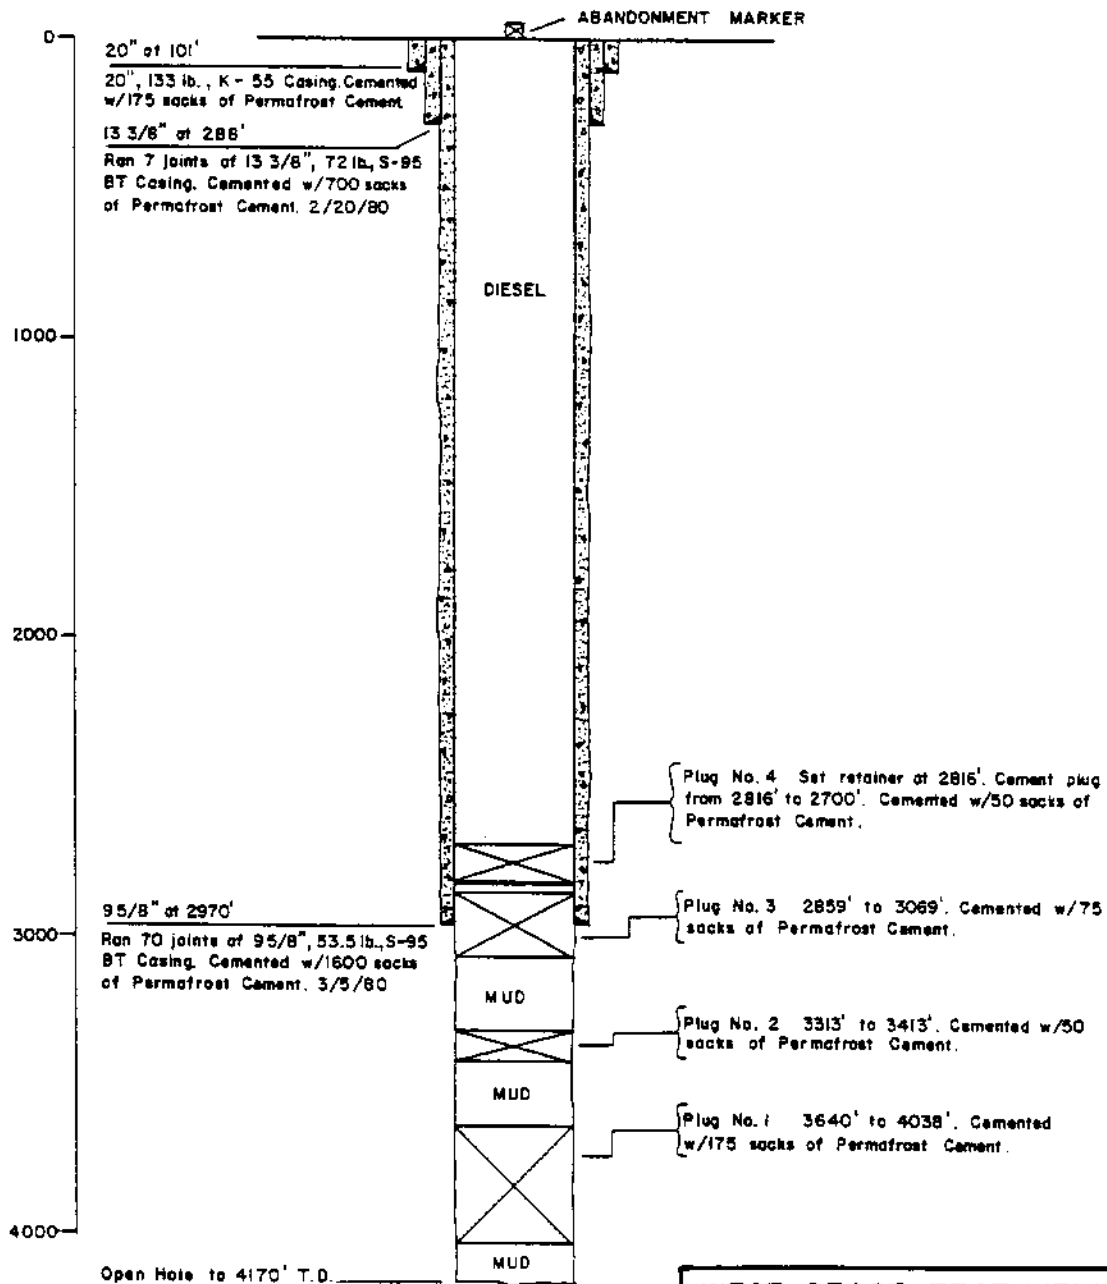 ABANDONMENT MARKER
0
20" at 101'
20", 133 lb., K-55 Casing. Cemented
w/175 sacks of Permafrost Cement
13 3/8" at 288'
Ran 7 joints of 13 3/8", 72 lb., S-95
BT Casing. Cemented w/700 sacks
of Permafrost Cement. 2/20/80
DIESEL
1000
2000
Plug No. 4 Set retainer at 2816'. Cement plug
from 2816' to 2700'. Cemented w/50 sacks of
Permafrost Cement.
9 5/8" at 2970'
3000
Ran 70 joints of 9 5/8", 53.5 lb., S-95
BT Casing. Cemented w/1600 sacks
of Permafrost Cement. 3/5/80
Plug No. 3 2859' to 3069'. Cemented w/75
sacks of Permafrost Cement.
MUD
Plug No. 2 3313' to 3413'. Cemented w/50
sacks of Permafrost Cement.
MUD
Plug No. 1 3640' to 4038'. Cemented
w/175 sacks of Permafrost Cement.
4000
MUD
Open Hole to 4170' T.D.